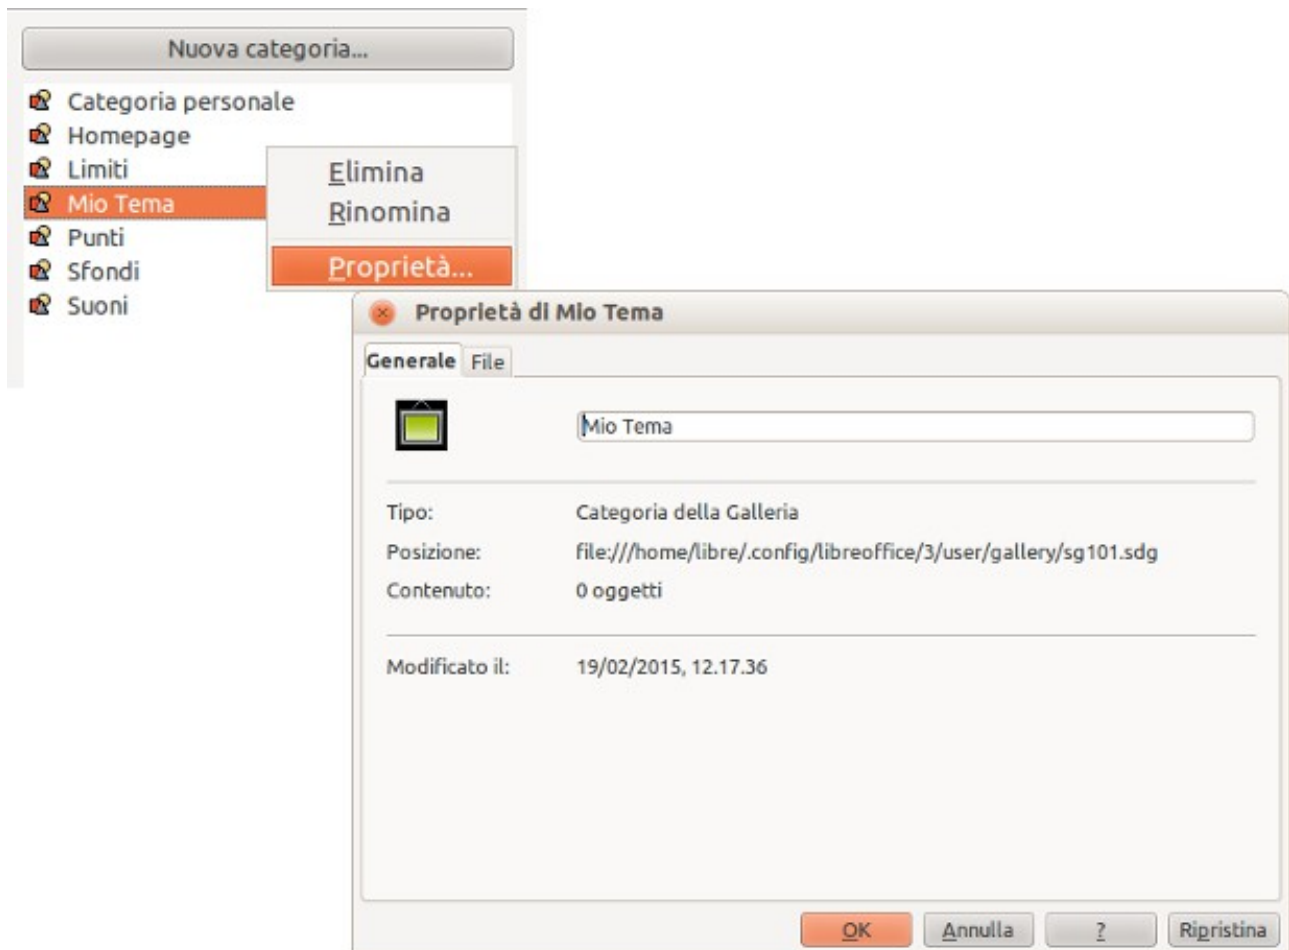 Nuova categoria...
Categoria personale
Homepage
Limiti
Mio Tema
Punti
Sfondi
Suoni
Elimina
Rinomina
Proprietà...
Proprietà di Mio Tema
Generale File
Mio Tema
Tipo: Categoria della Galleria
Posizione: file:///home/libre/.config/libreoffice/3/user/gallery/sg101.sdg
Contenuto: 0 oggetti
Modificato il: 19/02/2015, 12.17.36
OK Annulla ? Ripristina